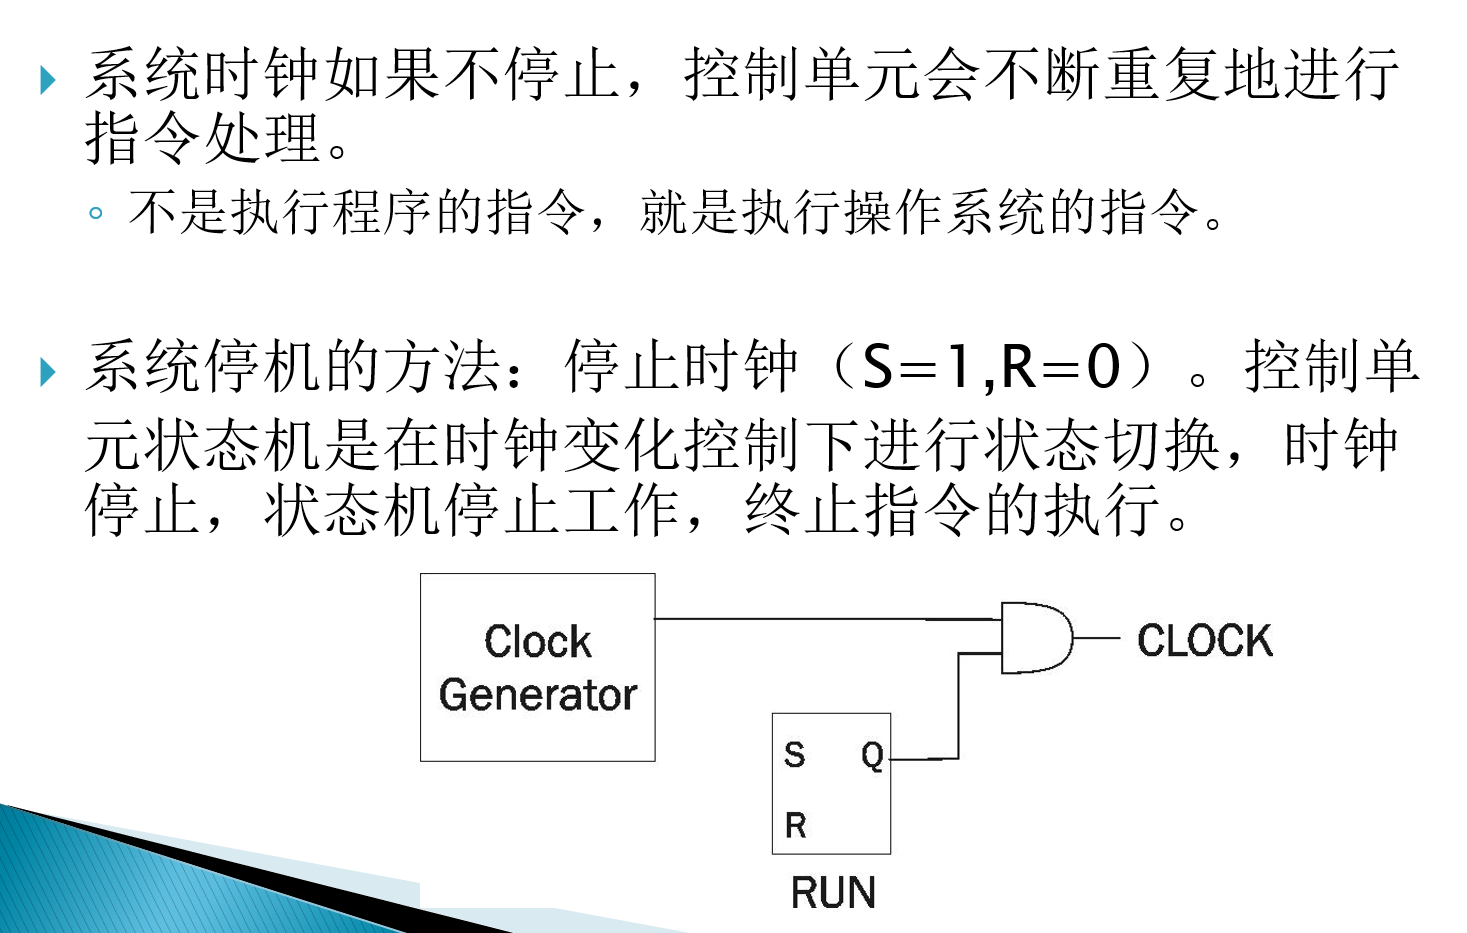 系统时钟如果不停止，控制单元会不断重复地进行
指令处理。
不是执行程序的指令，就是执行操作系统的指令。
系统停机的方法：停止时钟（S=1,R=0）。控制单
元状态机是在时钟变化控制下进行状态切换，时钟
停止，状态机停止工作，终止指令的执行。
Clock
Generator
CLOCK
S Q
R
RUN